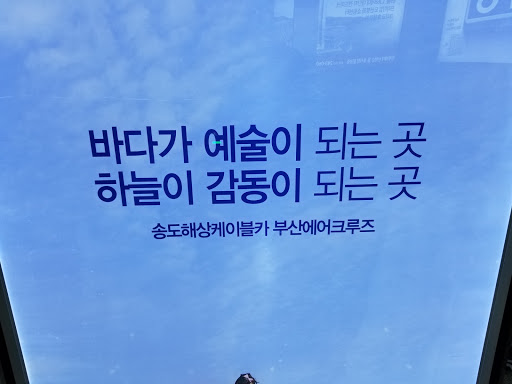 바다가 예술이 되는 곳
하늘이 감동이 되는 곳
송도해상케이블카 부산에어크루즈